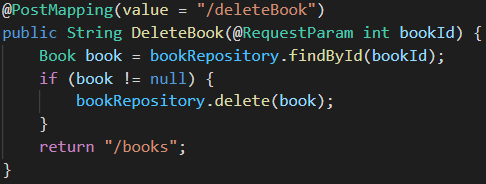 @PostMapping(value = "/deleteBook")
public String DeleteBook(@RequestParam int bookId) {
    Book book = bookRepository.findById(bookId);
    if (book != null) {
        bookRepository.delete(book);
    }
    return "/books";
}